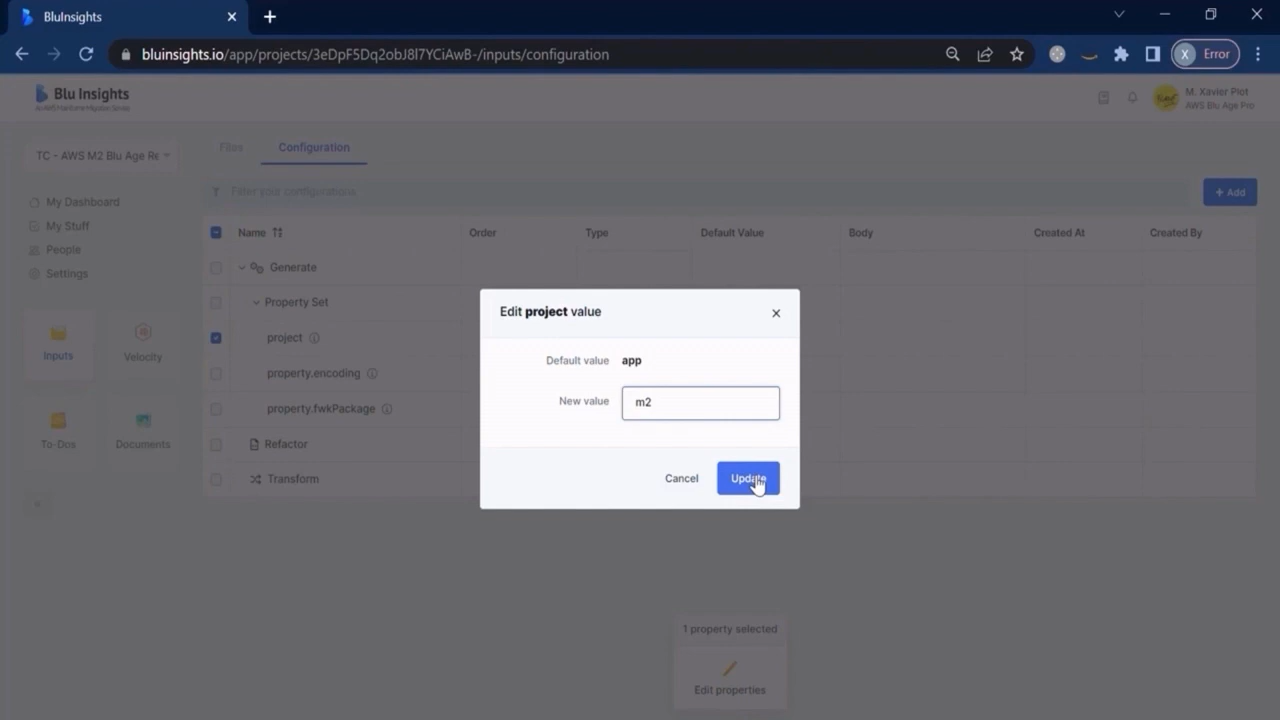 BluInsights
bluinsights.io/app/projects/3eDpF5Dq2obJ8l7YCiAwB-/inputs/configuration
X Error
Blu Insights
M. Xavier Plot
AWS Blu Age Pro
TC - AWS M2 Blu Age Re
Files
Configuration
My Dashboard
My Stuff
People
Settings
Inputs
Velocity
To-Dos
Documents
Filter your configurations
+ Add
Name
Order
Type
Default Value
Body
Created At
Created By
Generate
Property Set
project
property.encoding
property.fwkPackage
Refactor
Transform
Edit project value
Default value app
New value m2
Cancel
Update
1 property selected
Edit properties